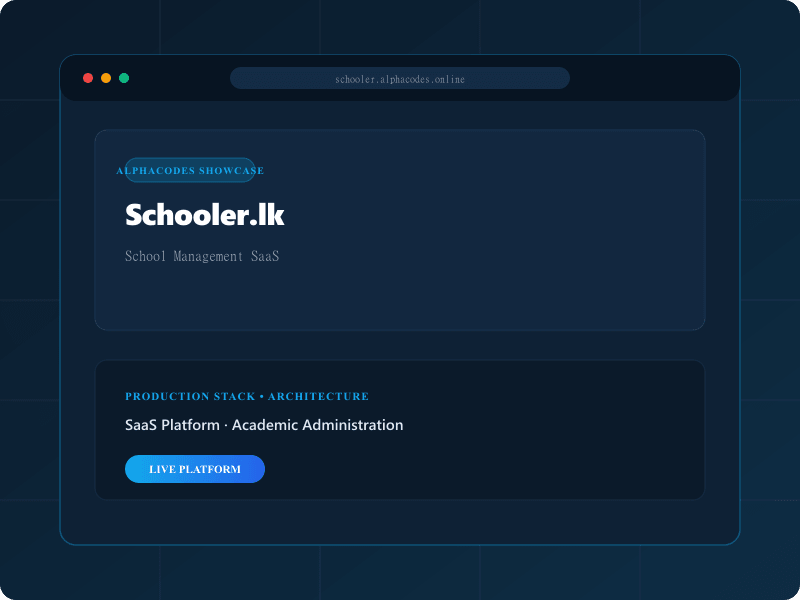 schooler.alphacodes.online
ALPHACODES SHOWCASE
Schooler.lk
School Management SaaS
PRODUCTION STACK • ARCHITECTURE
SaaS Platform · Academic Administration
LIVE PLATFORM